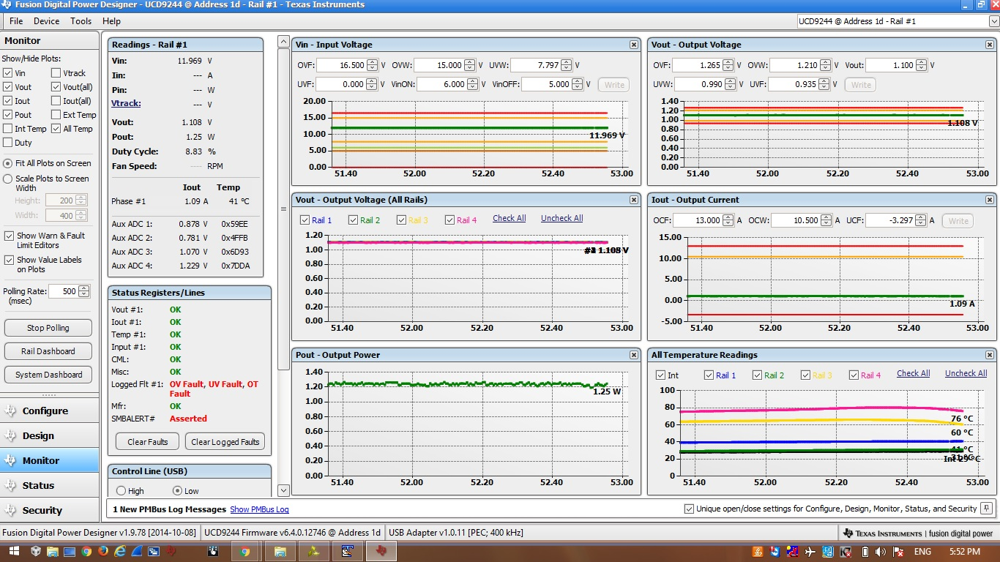 Fusion Digital Power Designer - UCD9244 @ Address 1d - Rail #1 - Texas Instruments
File Device Tools Help
UCD9244 @ Address 1d - Rail #1
Monitor
Show/Hide Plots:
Vin Vtrack
Vout Vout(all)
Iout Iout(all)
Pout Ext Temp
Int Temp All Temp
Duty
Fit All Plots on Screen
Scale Plots to Screen
Width
Height: 200
Width: 400
Show Warn & Fault
Limit Editors
Show Value Labels
on Plots
Polling Rate: 500
(msec)
Stop Polling
Rail Dashboard
System Dashboard
Configure
Design
Monitor
Status
Security
Readings - Rail #1
Vin: 11.969 V
Iin: --- A
Pin: --- W
Vtrack: --- V
Vout: 1.108 V
Pout: 1.25 W
Duty Cycle: 8.83 %
Fan Speed: ---- RPM
Iout Temp
Phase #1 1.09 A 41 °C
Aux ADC 1: 0.878 V 0x59EE
Aux ADC 2: 0.781 V 0x4FFB
Aux ADC 3: 1.070 V 0x6D93
Aux ADC 4: 1.229 V 0x7DDA
Status Registers/Lines
Vout #1: OK
Iout #1: OK
Temp #1: OK
Input #1: OK
CML: OK
Misc: OK
Logged Flt #1: OV Fault, UV Fault, OT
Fault
Mfr: OK
SMBALERT# Asserted
Clear Faults Clear Logged Faults
Control Line (USB)
High Low
Vin - Input Voltage
OVF: 16.500 V OVW: 15.000 V UVW: 7.797 V
UVF: 0.000 V VinON: 6.000 V VinOFF: 5.000 V Write
20.00
15.00
10.00
5.00
0.00
11.969 V
51.40 52.00 52.20 52.40 53.00
Vout - Output Voltage
OVF: 1.265 V OVW: 1.210 V Vout: 1.100 V
UVW: 0.990 V UVF: 0.935 V Write
1.40
1.20
1.00
0.80
0.60
0.40
0.20
0.00
1.108 V
51.40 52.00 52.20 52.40 53.00
Vout - Output Voltage (All Rails)
Rail 1 Rail 2 Rail 3 Rail 4 Check All Uncheck All
1.20
1.00
0.80
0.60
0.40
0.20
0.00
51.40 52.00 52.20 52.40 53.00
Iout - Output Current
OCF: 13.000 A OCW: 10.500 A UCF: -3.297 A Write
15.00
10.00
5.00
0.00
-5.00
1.09 A
51.40 52.00 52.20 52.40 53.00
Pout - Output Power
1.40
1.20
1.00
0.80
0.60
0.40
0.20
0.00
1.25 W
51.40 52.00 52.20 52.40 53.00
All Temperature Readings
Int Rail 1 Rail 2 Rail 3 Rail 4 Check All Uncheck All
100
80
60
40
20
0
76 °C
60 °C
41 °C
51.40 52.00 52.20 52.40 53.00
1 New PMBus Log Messages Show PMBus Log
Unique open/close settings for Configure, Design, Monitor, Status, and Security
Fusion Digital Power Designer v1.9.78 [2014-10-08] UCD9244 Firmware v6.4.0.12746 @ Address 1d USB Adapter v1.0.11 [PEC; 400 kHz]
TEXAS INSTRUMENTS | fusion digital power
ENG 5:52 PM